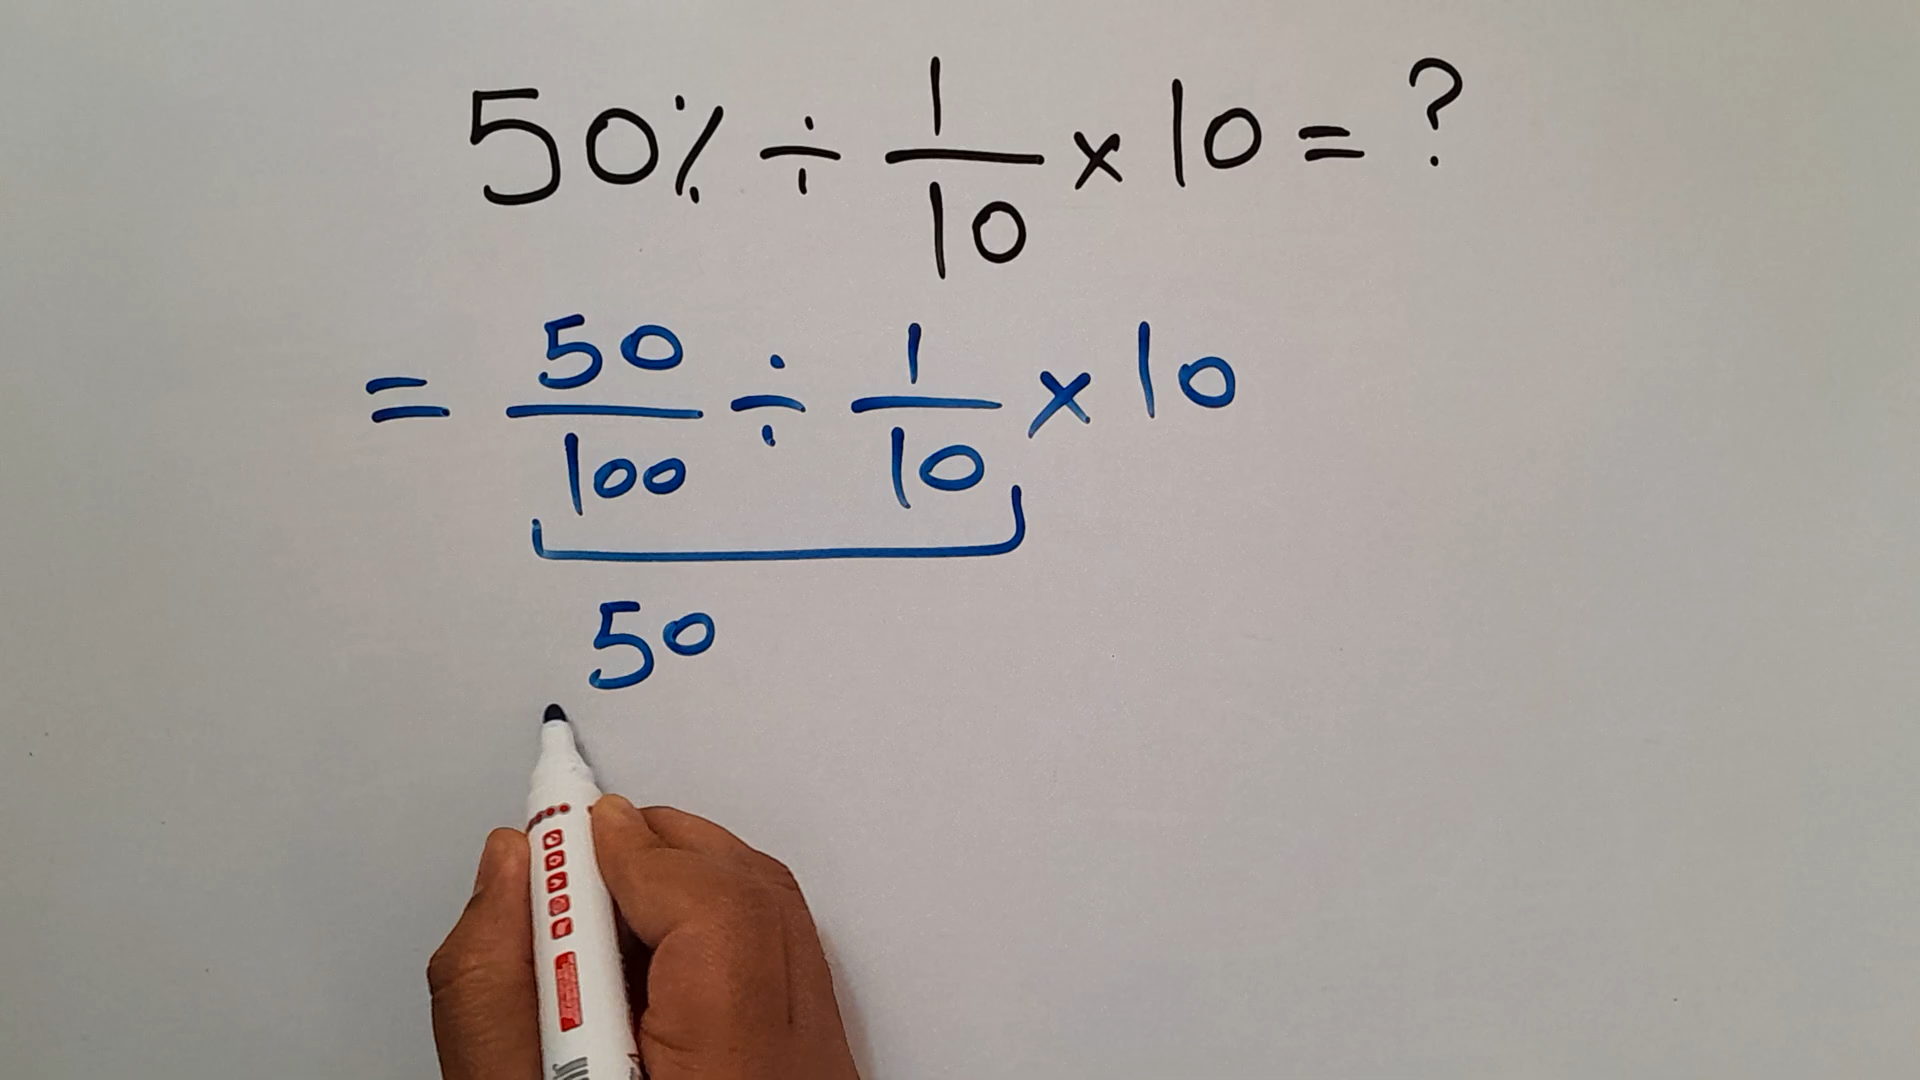 50% ÷ 1/10 × 10 = ?
= 50/100 ÷ 1/10 × 10
50